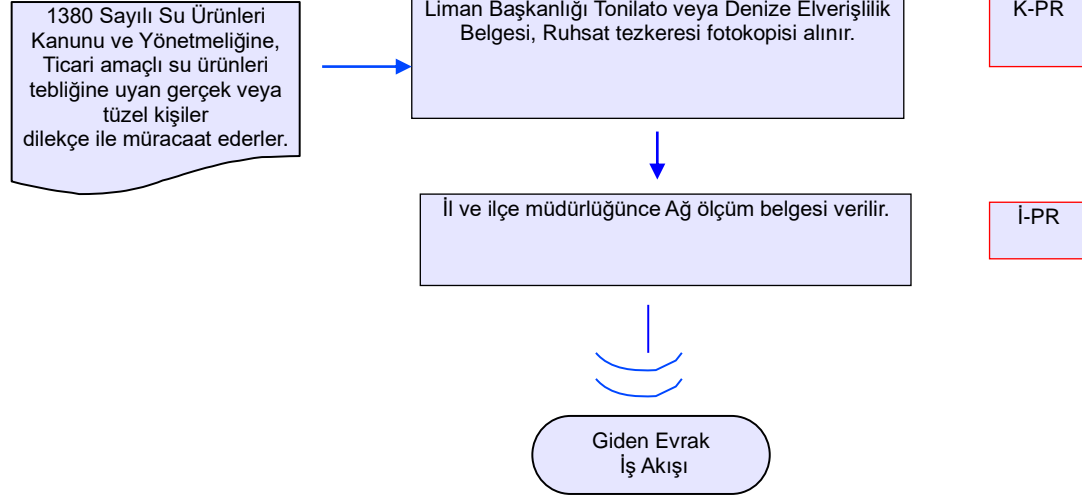 1380 Sayılı Su Ürünleri
Kanunu ve Yönetmeliğine,
Ticari amaçlı su ürünleri
tebliğine uyan gerçek veya
tüzel kişiler
dilekçe ile müracaat ederler.
Liman Başkanlığı Tonilato veya Denize Elverişlilik
Belgesi, Ruhsat tezkeresi fotokopisi alınır.
K-PR
İl ve ilçe müdürlüğünce Ağ ölçüm belgesi verilir.
İ-PR
Giden Evrak
İş Akışı